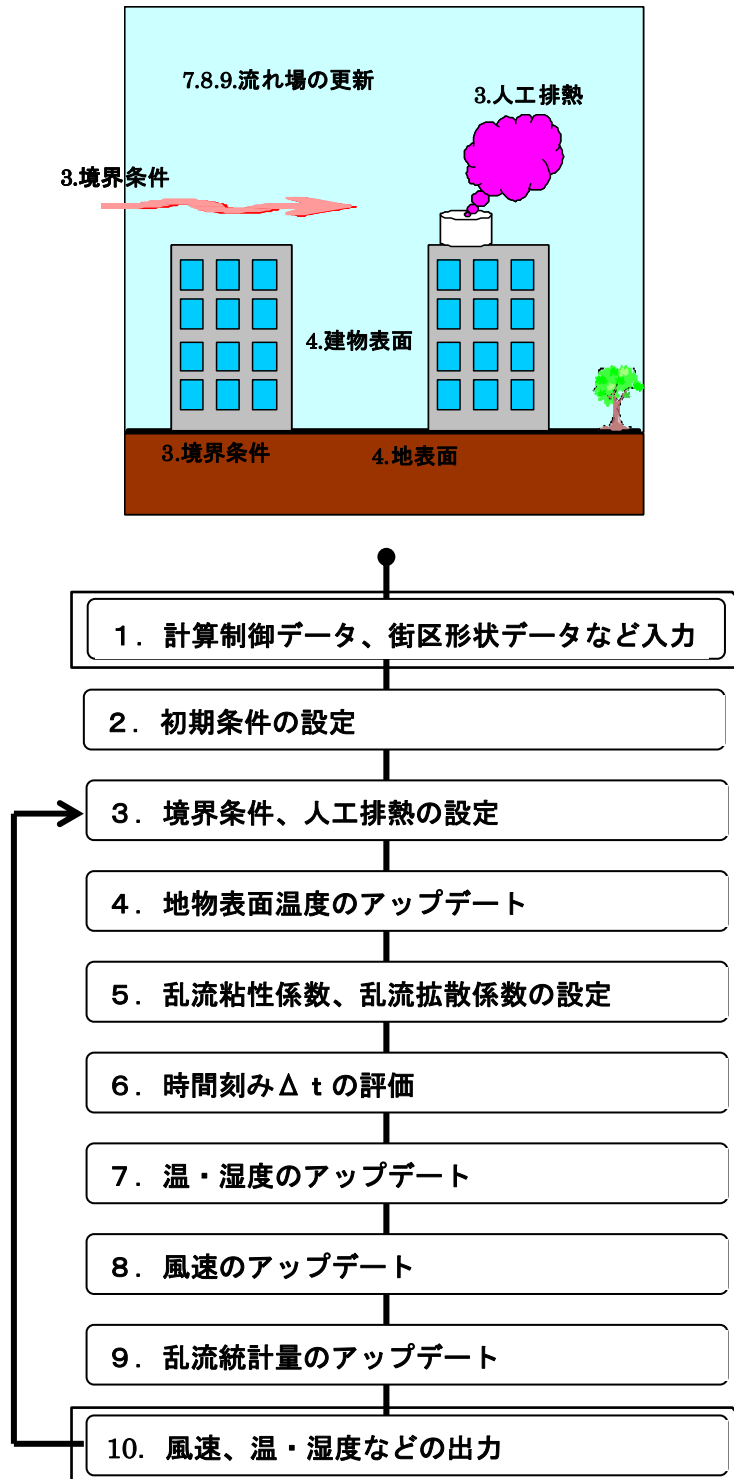 7.8.9.流れ場の更新
3.人工排熱
3.境界条件
4.建物表面
3.境界条件
4.地表面
1．計算制御データ、街区形状データなど入力
2．初期条件の設定
3．境界条件、人工排熱の設定
4．地物表面温度のアップデート
5．乱流粘性係数、乱流拡散係数の設定
6．時間刻みΔｔの評価
7．温・湿度のアップデート
8．風速のアップデート
9．乱流統計量のアップデート
10．風速、温・湿度などの出力